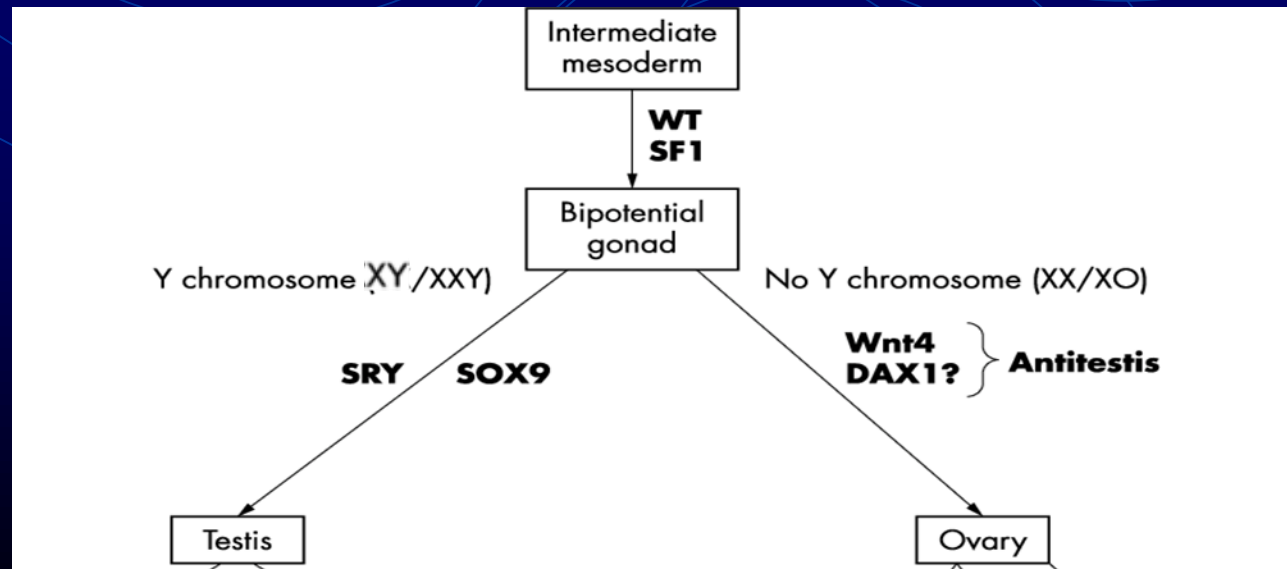 Intermediate
mesoderm
WT
SF1
Bipotential
gonad
Y chromosome XY/XXY)
No Y chromosome (XX/XO)
SRY SOX9
Wnt4
DAX1?
Antitestis
Testis
Ovary